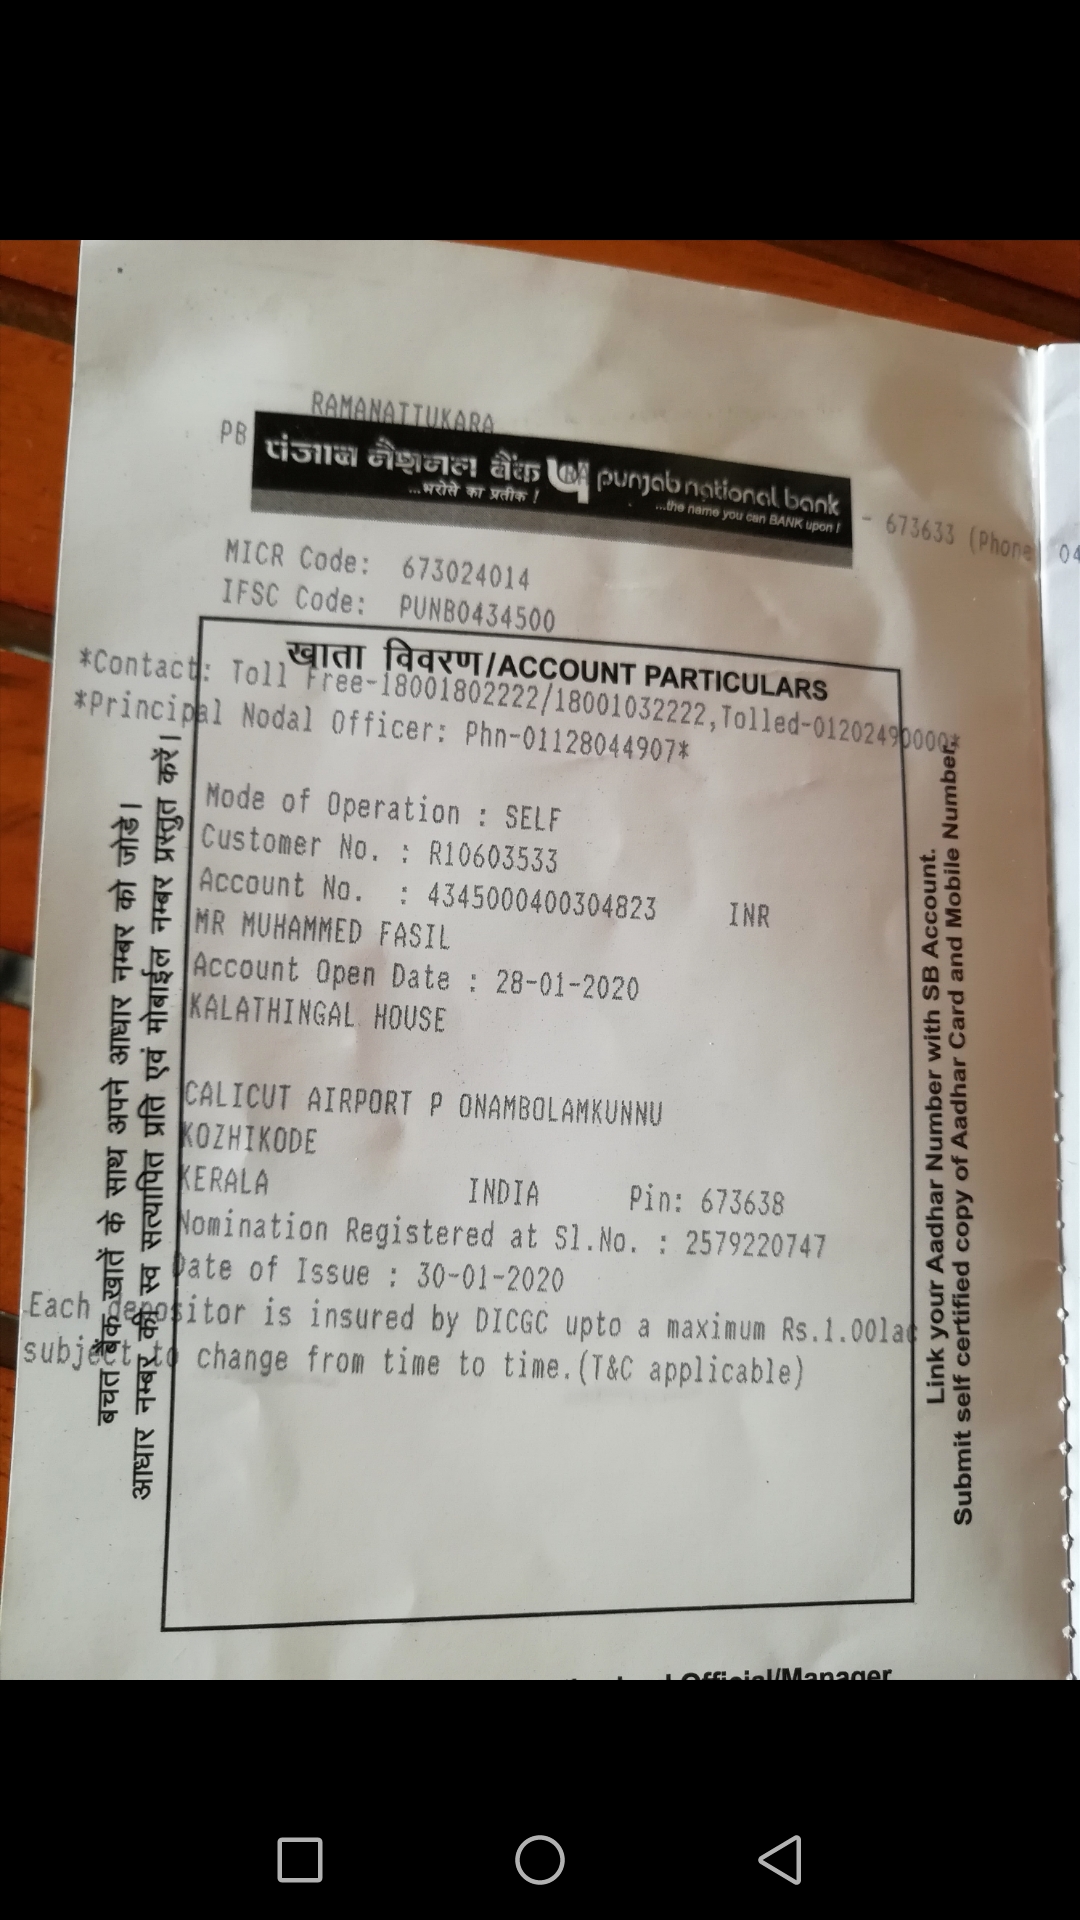 RAMANATTUKARA
PB
पंजाब नैशनल बैंक punjab national bank
...भरोसे का प्रतीक ! ...the name you can BANK upon !
- 673633 (Phone 04
MICR Code: 673024014
IFSC Code: PUNB0434500
खाता विवरण/ACCOUNT PARTICULARS
*Contact: Toll Free-18001802222/18001032222,Tolled-01202490000*
*Principal Nodal Officer: Phn-01128044907*
Mode of Operation : SELF
Customer No. : R10603533
Account No. : 4345000400304823 INR
MR MUHAMMED FASIL
Account Open Date : 28-01-2020
KALATHINGAL HOUSE
CALICUT AIRPORT P ONAMBOLAMKUNNU
KOZHIKODE
KERALA INDIA Pin: 673638
Nomination Registered at Sl.No. : 2579220747
Date of Issue : 30-01-2020
Each depositor is insured by DICGC upto a maximum Rs.1.00lac
subject to change from time to time.(T&C applicable)
बचत बैंक खातें के साथ अपने आधार नम्बर को जोडें।
आधार नम्बर की स्व सत्यापित प्रति एवं मोबाईल नम्बर प्रस्तुत करें।
Link your Aadhar Number with SB Account.
Submit self certified copy of Aadhar Card and Mobile Number.
Official/Manager